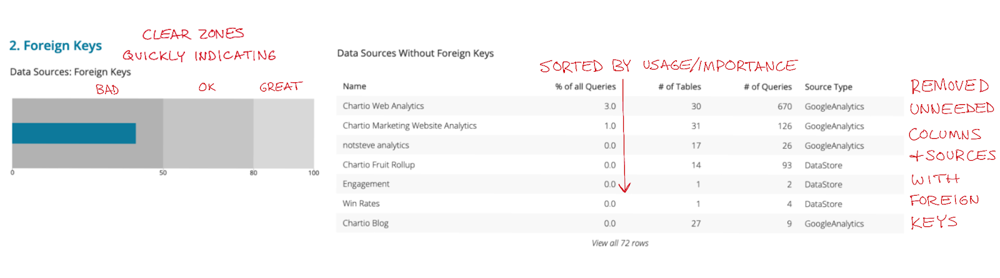 CLEAR ZONES
2. Foreign Keys
QUICKLY INDICATING
Data Sources: Foreign Keys
BAD OK GREAT
0 50 80 100
Data Sources Without Foreign Keys
SORTED BY USAGE/IMPORTANCE
Name % of all Queries # of Tables # of Queries Source Type
Chartio Web Analytics 3.0 30 670 GoogleAnalytics
Chartio Marketing Website Analytics 1.0 31 126 GoogleAnalytics
notsteve analytics 0.0 17 26 GoogleAnalytics
Chartio Fruit Rollup 0.0 14 93 DataStore
Engagement 0.0 1 2 DataStore
Win Rates 0.0 1 4 DataStore
Chartio Blog 0.0 27 9 GoogleAnalytics
View all 72 rows
REMOVED
UNNEEDED
COLUMNS
+ SOURCES
WITH
FOREIGN
KEYS